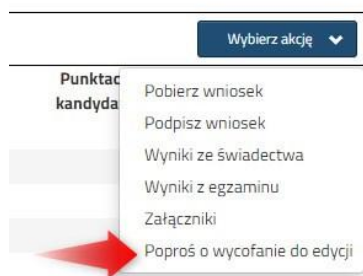 Wybierz akcję
Punktac
kandyda
Pobierz wniosek
Podpisz wniosek
Wyniki ze świadectwa
Wyniki z egzaminu
Załączniki
Poproś o wycofanie do edycji